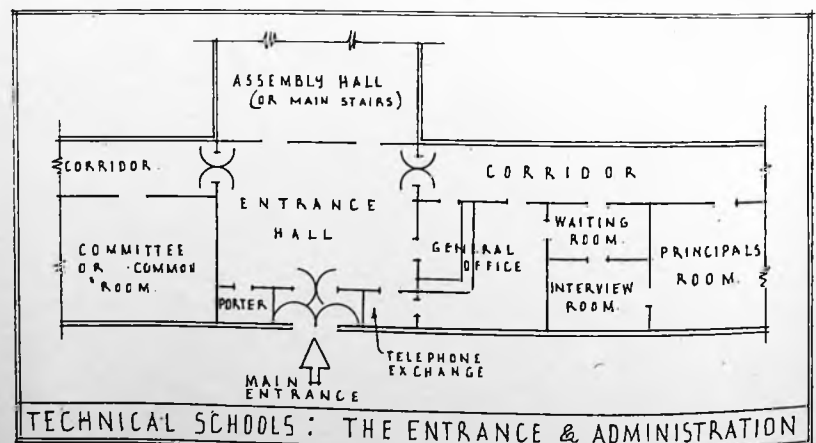 ASSEMBLY HALL
(OR MAIN STAIRS)
CORRIDOR.
CORRIDOR
ENTRANCE
HALL
COMMITTEE
OR COMMON
ROOM.
GENERAL
OFFICE
WAITING
ROOM.
INTERVIEW
ROOM.
PRINCIPALS
ROOM.
PORTER
TELEPHONE
EXCHANGE
MAIN
ENTRANCE
TECHNICAL SCHOOLS: THE ENTRANCE & ADMINISTRATION